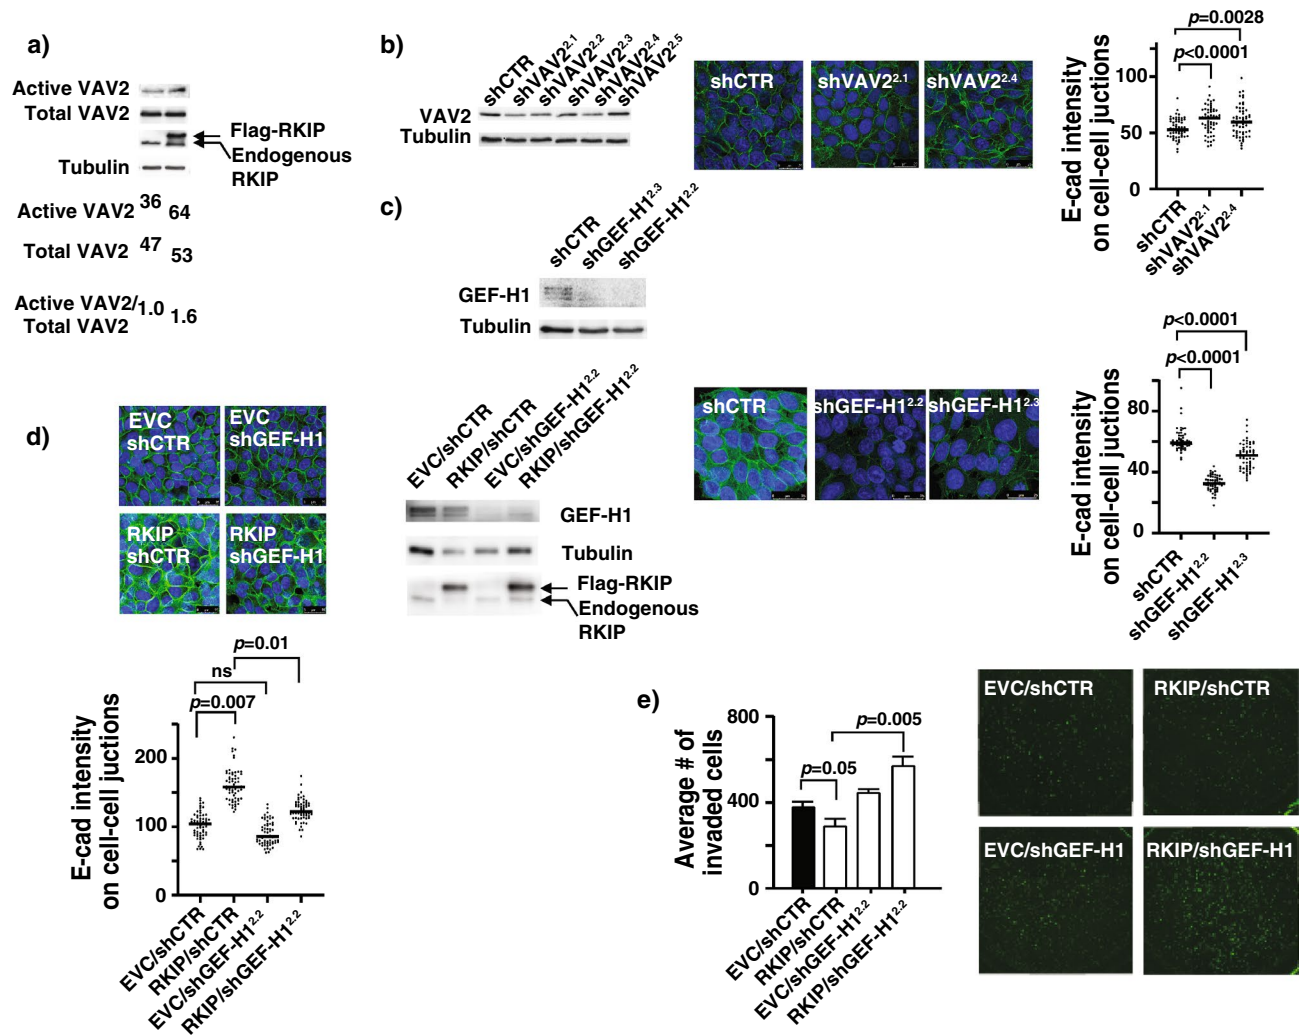 a)
Active VAV2
Total VAV2
Flag-RKIP
Endogenous
RKIP
Tubulin
Active VAV2 36 64
Total VAV2 47 53
Active VAV2/ 1.0 1.6
Total VAV2
b)
shCTR
shVAV2^2.1
shVAV2^2.2
shVAV2^2.3
shVAV2^2.4
shVAV2^2.5
VAV2
Tubulin
shCTR
shVAV2^2.1
shVAV2^2.4
p=0.0028
p<0.0001
E-cad intensity
on cell-cell juctions
100
50
0
shCTR
shVAV2^2.1
shVAV2^2.4
c)
shCTR
shGEF-H1^2.3
shGEF-H1^2.2
GEF-H1
Tubulin
shCTR
shGEF-H1^2.2
shGEF-H1^2.3
p<0.0001
p<0.0001
E-cad intensity
on cell-cell juctions
80
40
0
shCTR
shGEF-H1^2.2
shGEF-H1^2.3
d)
EVC
shCTR
EVC
shGEF-H1
RKIP
shCTR
RKIP
shGEF-H1
EVC/shCTR
RKIP/shCTR
EVC/shGEF-H1^2.2
RKIP/shGEF-H1^2.2
GEF-H1
Tubulin
Flag-RKIP
Endogenous
RKIP
p=0.01
ns
p=0.007
E-cad intensity
on cell-cell juctions
200
100
0
EVC/shCTR
RKIP/shCTR
EVC/shGEF-H1^2.2
RKIP/shGEF-H1^2.2
e)
Average # of
invaded cells
800
400
0
p=0.005
p=0.05
EVC/shCTR
RKIP/shCTR
EVC/shGEF-H1^2.2
RKIP/shGEF-H1^2.2
EVC/shCTR
RKIP/shCTR
EVC/shGEF-H1
RKIP/shGEF-H1